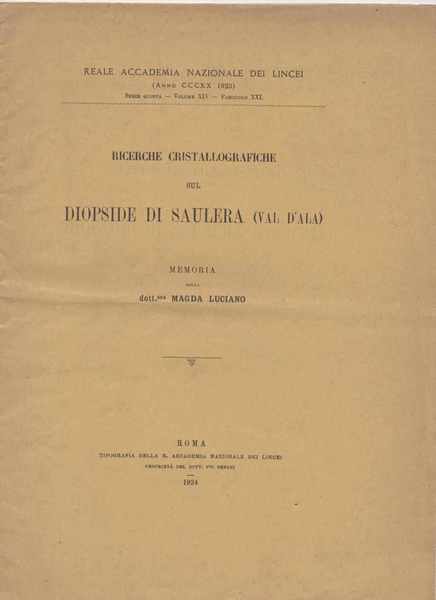 REALE ACCADEMIA NAZIONALE DEI LINCEI
(ANNO CCCXX 1923)
SERIE QUINTA — VOLUME XIV — FASCICOLO XXI.
RICERCHE CRISTALLOGRAFICHE
SUL
DIOPSIDE DI SAULERA (VAL D'ALA)
MEMORIA
DELLA
dott.ssa MAGDA LUCIANO
ROMA
TIPOGRAFIA DELLA R. ACCADEMIA NAZIONALE DEI LINCEI
PROPRIETÀ DEL DOTT. PIO BEFANI
1924